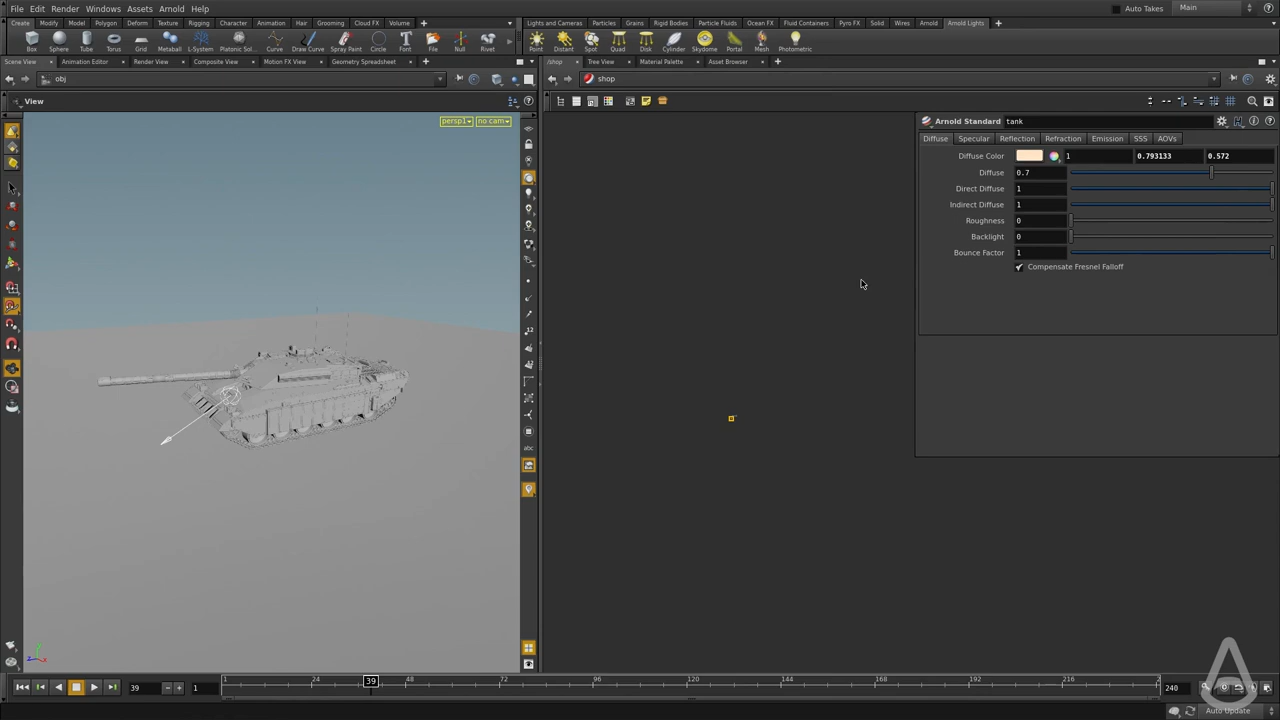 File Edit Render Windows Assets Arnold Help
Auto Takes Main
Create Modify Model Polygon Deform Texture Rigging Character Animation Hair Grooming Cloud FX Volume
Lights and Cameras Particles Grains Rigid Bodies Particle Fluids Ocean FX Fluid Containers Pyro FX Solid Wires Arnold Arnold Lights
Box Sphere Tube Torus Grid Metaball L-System Platonic Sol... Curve Draw Curve Spray Paint Circle Font File Null Rivet
Point Distant Spot Quad Disk Cylinder Skydome Portal Mesh Photometric
Scene View Animation Editor Render View Composite View Motion FX View Geometry Spreadsheet
/shop Tree View Material Palette Asset Browser
obj
shop
View
persp1 no cam
Arnold Standard tank
Diffuse Specular Reflection Refraction Emission SSS AOVs
Diffuse Color 1 0.793133 0.572
Diffuse 0.7
Direct Diffuse 1
Indirect Diffuse 1
Roughness 0
Backlight 0
Bounce Factor 1
Compensate Fresnel Falloff
12
12
abc
39 1
1 24 39 48 72 96 120 144 168 192 216 2
240
Auto Update